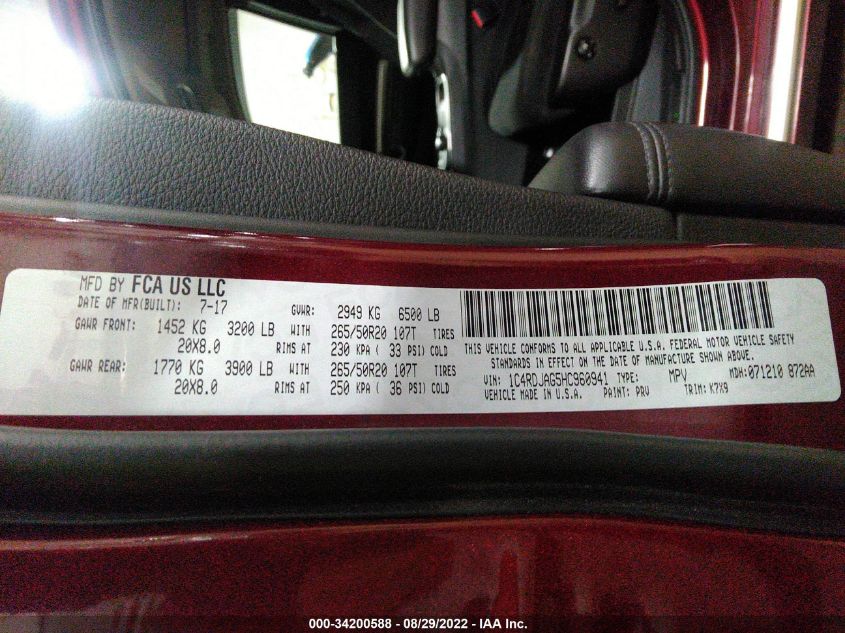 MFD BY FCA US LLC
DATE OF MFR(BUILT): 7-17 GVWR: 2949 KG 6500 LB
GAWR FRONT: 1452 KG 3200 LB WITH 265/50R20 107T TIRES
20X8.0 RIMS AT 230 KPA ( 33 PSI) COLD
GAWR REAR: 1770 KG 3900 LB WITH 265/50R20 107T TIRES
20X8.0 RIMS AT 250 KPA ( 36 PSI) COLD
THIS VEHICLE CONFORMS TO ALL APPLICABLE U.S.A. FEDERAL MOTOR VEHICLE SAFETY
STANDARDS IN EFFECT ON THE DATE OF MANUFACTURE SHOWN ABOVE.
VIN: 1C4RDJAG5HC960941 TYPE: MPV MDH: 071210 872AA
VEHICLE MADE IN U.S.A. PAINT: PRV TRIM: K7X9
000-34200588 - 08/29/2022 - IAA Inc.